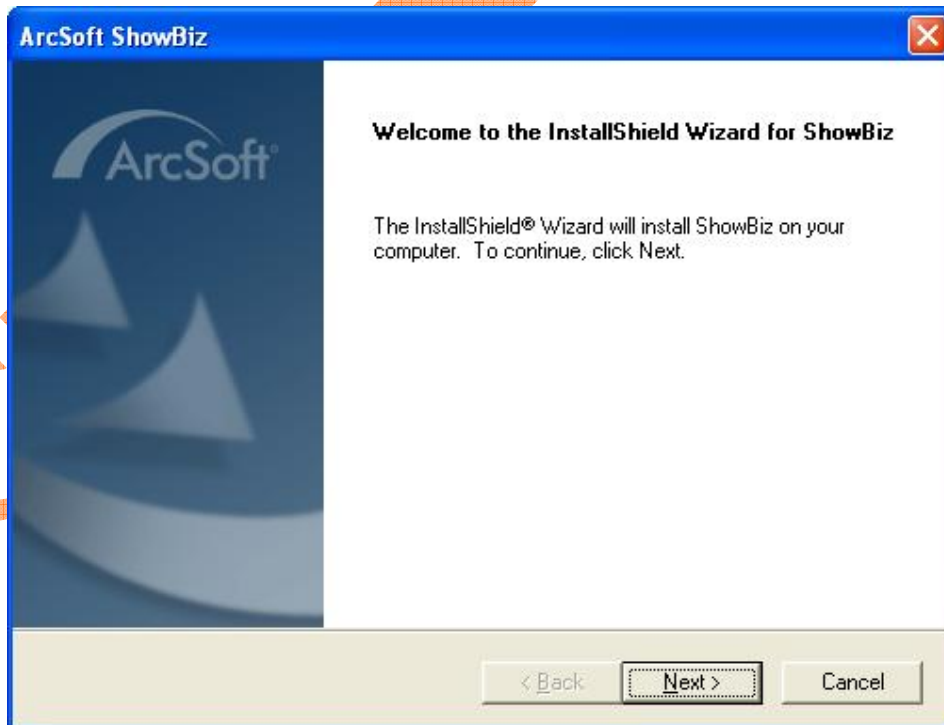 ArcSoft ShowBiz
ArcSoft®
Welcome to the InstallShield Wizard for ShowBiz
The InstallShield® Wizard will install ShowBiz on your
computer. To continue, click Next.
< Back
Next >
Cancel